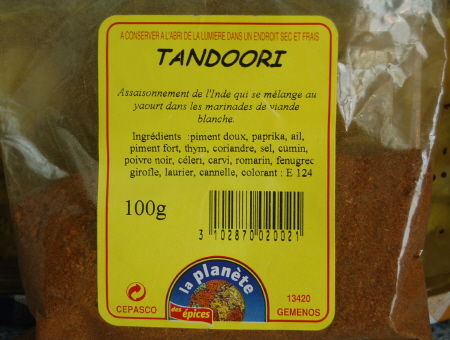 A CONSERVER A L'ABRI DE LA LUMIERE DANS UN ENDROIT SEC ET FRAIS
TANDOORI
Assaisonnement de l'Inde qui se mélange au
yaourt dans les marinades de viande
blanche.
Ingrédients :piment doux, paprika, ail,
piment fort, thym, coriandre, sel, cumin,
poivre noir, céleri, carvi, romarin, fenugrec
girofle, laurier, cannelle, colorant : E 124
100g
3 102870 020021
la planète
des épices
CEPASCO
13420
GEMENOS